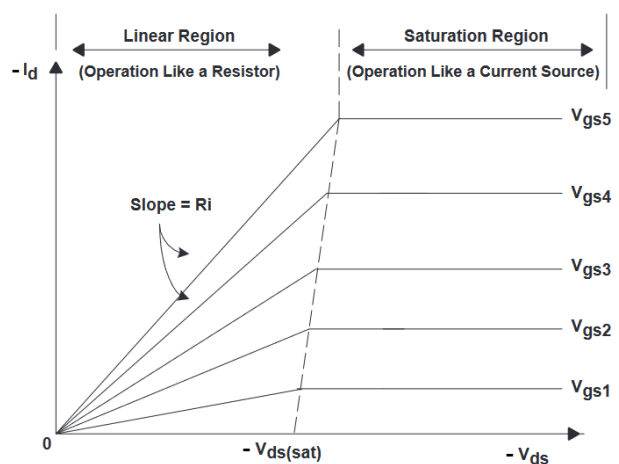 Linear Region
(Operation Like a Resistor)
Saturation Region
(Operation Like a Current Source)
- Id
Vgs5
Slope = Ri
Vgs4
Vgs3
Vgs2
Vgs1
0
- Vds(sat)
- Vds